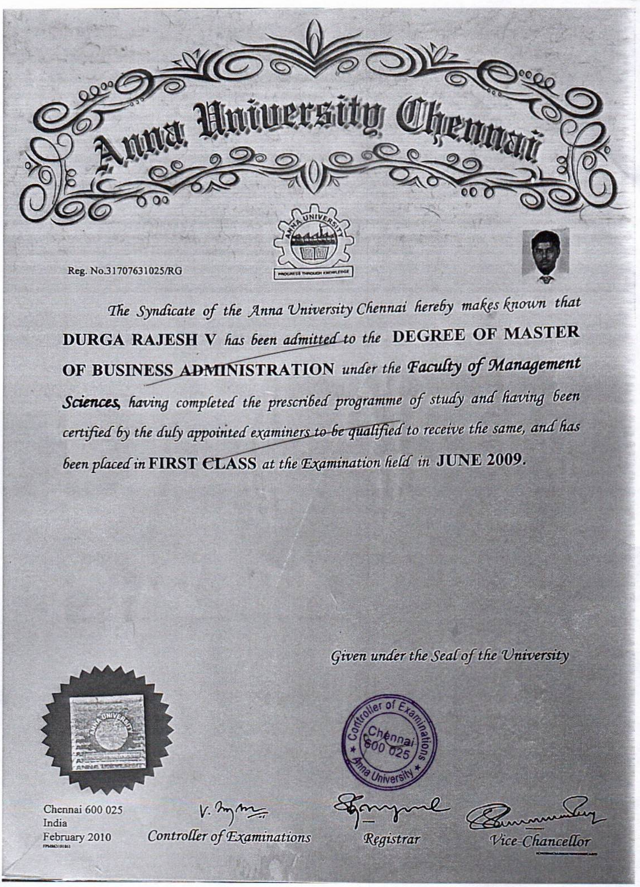 Anna University Chennai
ANNA UNIVERSITY
PROGRESS THROUGH KNOWLEDGE
Reg. No.31707631025/RG
The Syndicate of the Anna University Chennai hereby makes known that
DURGA RAJESH V has been admitted to the DEGREE OF MASTER
OF BUSINESS ADMINISTRATION under the Faculty of Management
Sciences, having completed the prescribed programme of study and having been
certified by the duly appointed examiners to be qualified to receive the same, and has
been placed in FIRST CLASS at the Examination held in JUNE 2009.
Given under the Seal of the University
ANNA UNIVERSITY
Controller of Examinations
Chennai
600 025
Anna University
Chennai 600 025
India
February 2010
Controller of Examinations
Registrar
Vice-Chancellor